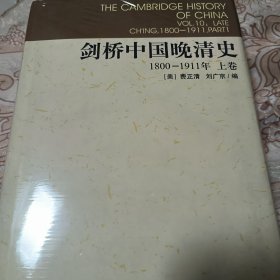 THE CAMBRIDGE HISTORY
OF CHINA
VOL.10, LATE
CH'ING,1800-1911,PART1
剑桥中国晚清史
1800-1911年 上卷
[美] 费正清 刘广京/编